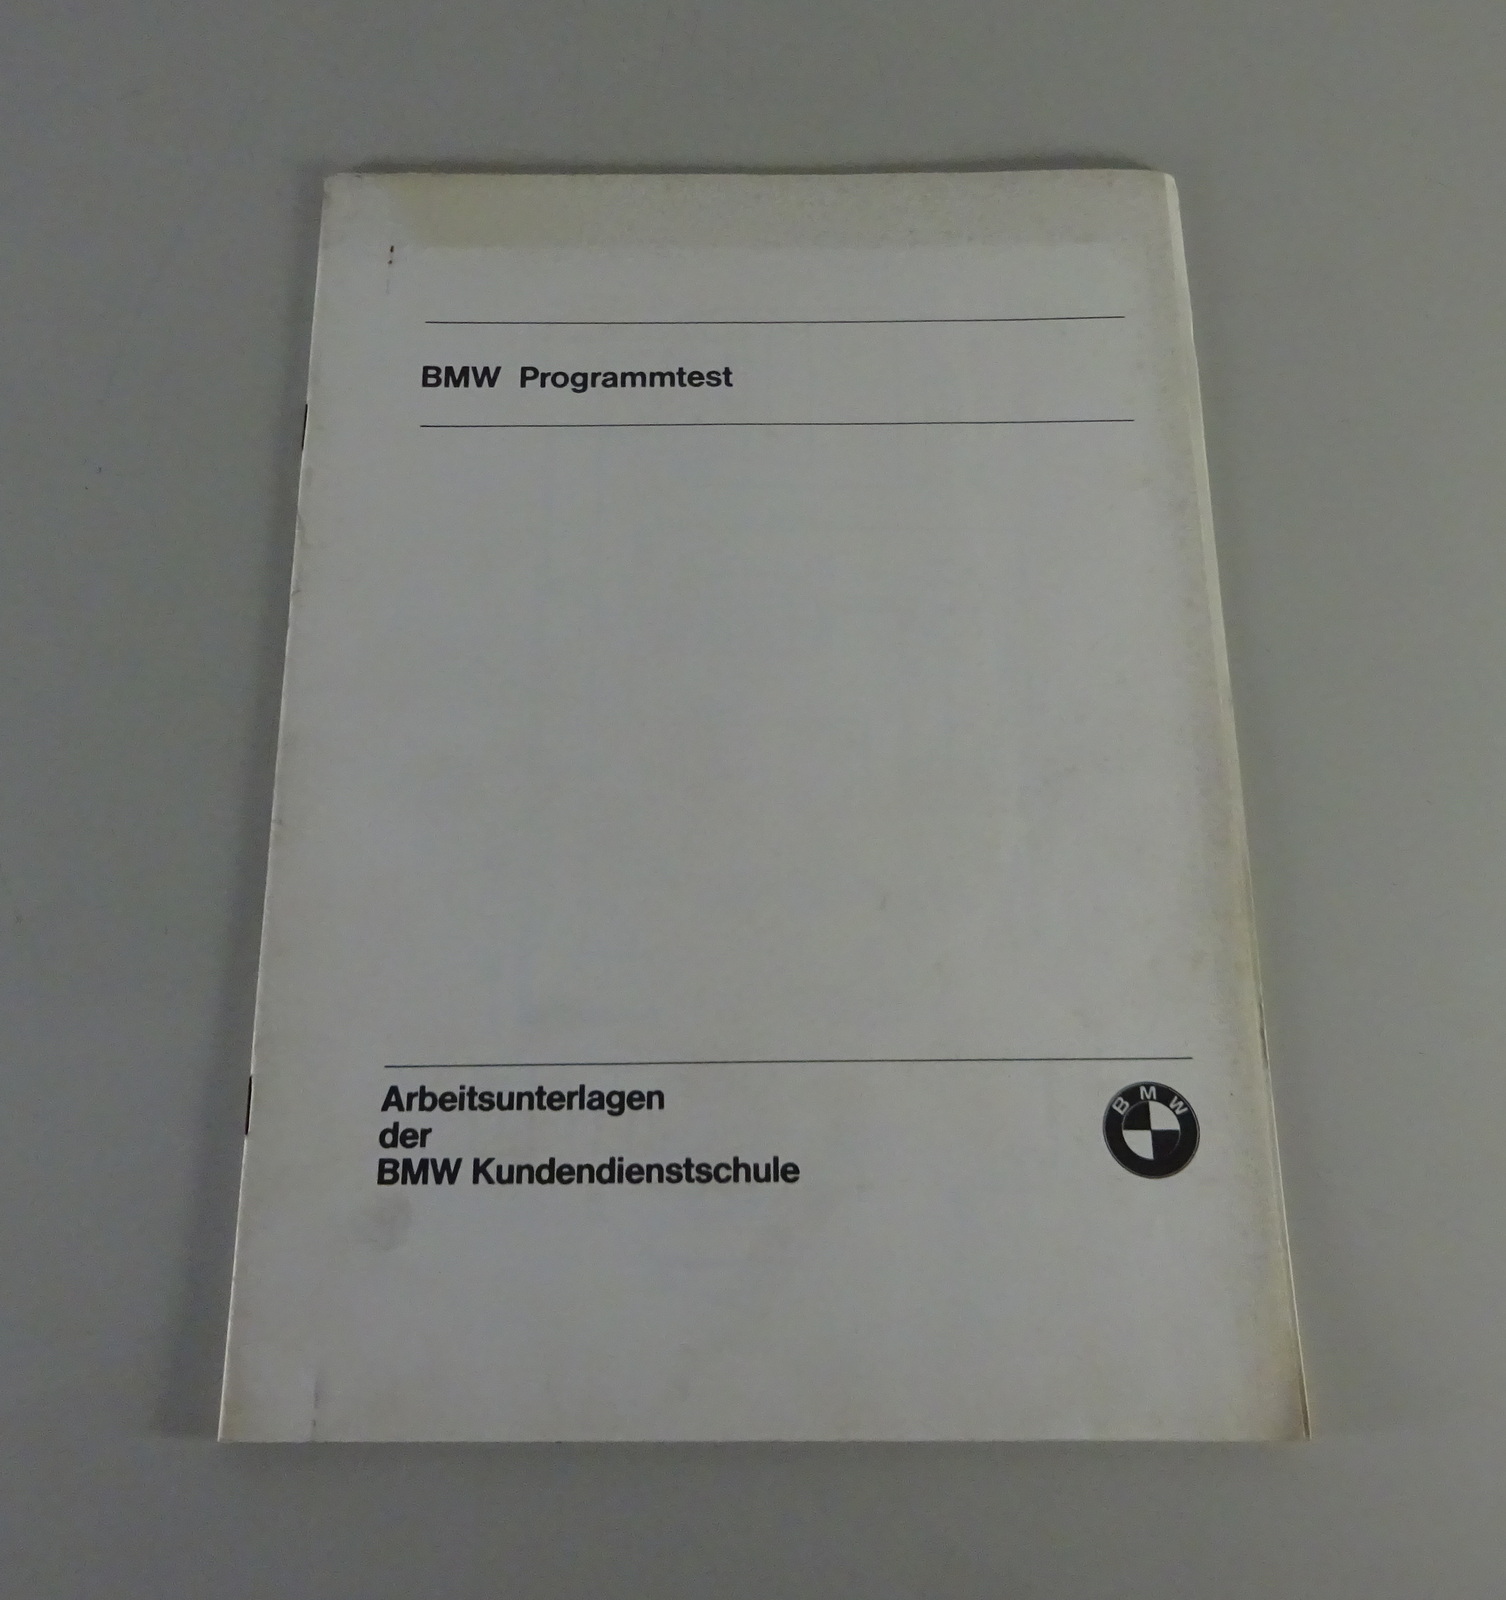 BMW Programmtest
Arbeitsunterlagen
der
BMW Kundendienstschule
BMW